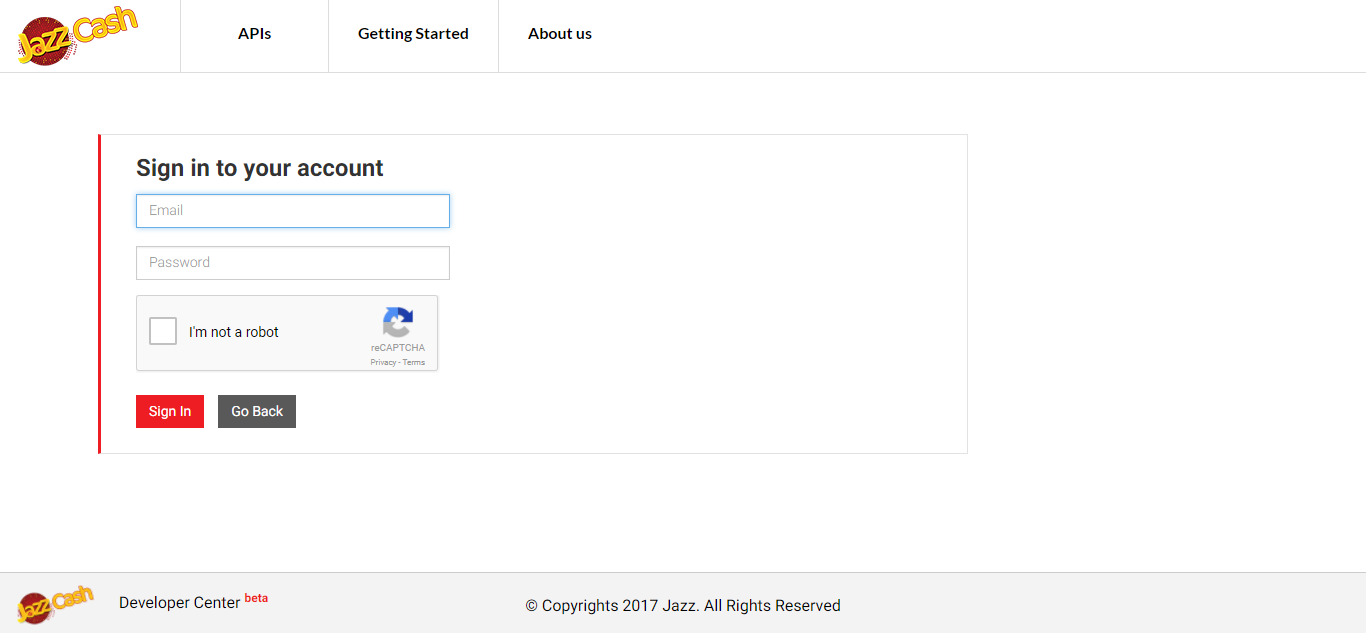 Jazz Cash
APIs
Getting Started
About us
Sign in to your account
Email
Password
I'm not a robot
reCAPTCHA
Privacy - Terms
Sign In
Go Back
Jazz Cash
Developer Center beta
© Copyrights 2017 Jazz. All Rights Reserved